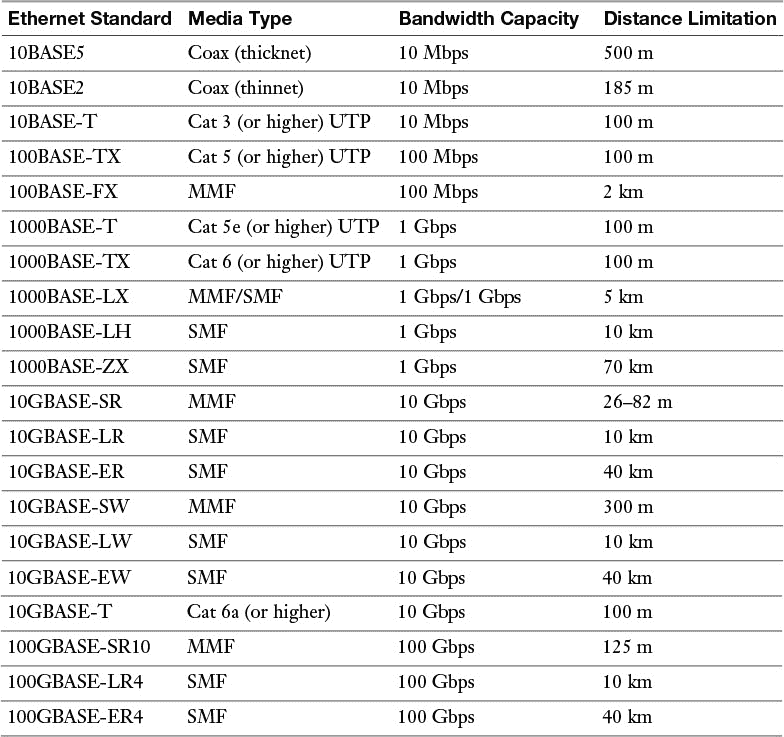 Ethernet Standard Media Type Bandwidth Capacity Distance Limitation
10BASE5 Coax (thicknet) 10 Mbps 500 m
10BASE2 Coax (thinnet) 10 Mbps 185 m
10BASE-T Cat 3 (or higher) UTP 10 Mbps 100 m
100BASE-TX Cat 5 (or higher) UTP 100 Mbps 100 m
100BASE-FX MMF 100 Mbps 2 km
1000BASE-T Cat 5e (or higher) UTP 1 Gbps 100 m
1000BASE-TX Cat 6 (or higher) UTP 1 Gbps 100 m
1000BASE-LX MMF/SMF 1 Gbps/1 Gbps 5 km
1000BASE-LH SMF 1 Gbps 10 km
1000BASE-ZX SMF 1 Gbps 70 km
10GBASE-SR MMF 10 Gbps 26–82 m
10GBASE-LR SMF 10 Gbps 10 km
10GBASE-ER SMF 10 Gbps 40 km
10GBASE-SW MMF 10 Gbps 300 m
10GBASE-LW SMF 10 Gbps 10 km
10GBASE-EW SMF 10 Gbps 40 km
10GBASE-T Cat 6a (or higher) 10 Gbps 100 m
100GBASE-SR10 MMF 100 Gbps 125 m
100GBASE-LR4 SMF 100 Gbps 10 km
100GBASE-ER4 SMF 100 Gbps 40 km